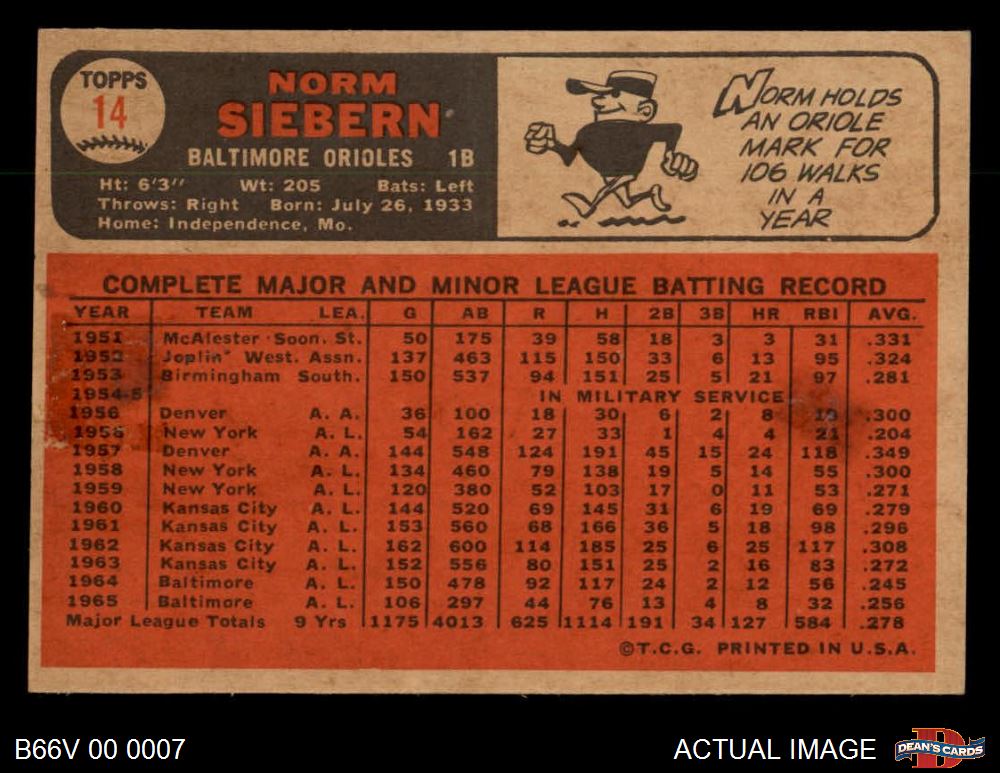 TOPPS
14
NORM
SIEBERN
BALTIMORE ORIOLES 1B
Ht: 6'3" Wt: 205 Bats: Left
Throws: Right Born: July 26, 1933
Home: Independence, Mo.
NORM HOLDS
AN ORIOLE
MARK FOR
106 WALKS
IN A
YEAR
COMPLETE MAJOR AND MINOR LEAGUE BATTING RECORD
YEAR TEAM LEA. G AB R H 2B 3B HR RBI AVG.
1951 McAlester Soon. St. 50 175 39 58 18 3 3 31 .331
1952 Joplin West. Assn. 137 463 115 150 33 6 13 95 .324
1953 Birmingham South. 150 537 94 151 25 5 21 97 .281
1954-5 IN MILITARY SERVICE
1956 Denver A. A. 36 100 18 30 6 2 8 19 .300
1956 New York A. L. 54 162 27 33 1 4 4 21 .204
1957 Denver A. A. 144 548 124 191 45 15 24 118 .349
1958 New York A. L. 134 460 79 138 19 5 14 55 .300
1959 New York A. L. 120 380 52 103 17 0 11 53 .271
1960 Kansas City A. L. 144 520 69 145 31 6 19 69 .279
1961 Kansas City A. L. 153 560 68 166 36 5 18 98 .296
1962 Kansas City A. L. 162 600 114 185 25 6 25 117 .308
1963 Kansas City A. L. 152 556 80 151 25 2 16 83 .272
1964 Baltimore A. L. 150 478 92 117 24 2 12 56 .245
1965 Baltimore A. L. 106 297 44 76 13 4 8 32 .256
Major League Totals 9 Yrs 1175 4013 625 1114 191 34 127 584 .278
©T.C.G. PRINTED IN U.S.A.
B66V 00 0007
ACTUAL IMAGE
DEAN'S CARDS